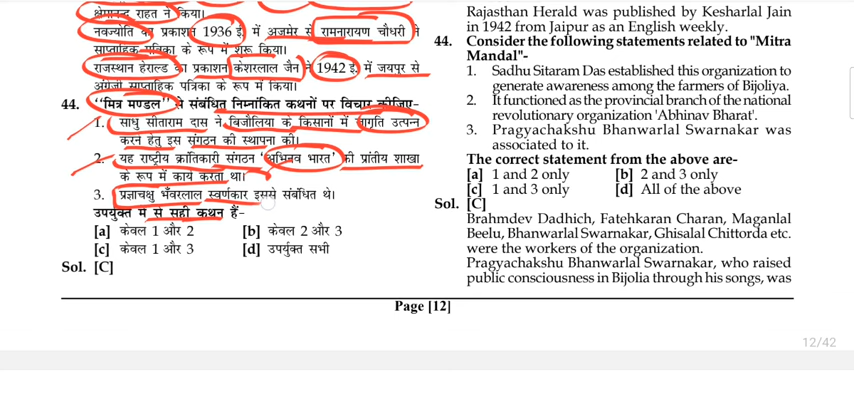 क्षेमानन्द राहत ने किया।
नवज्योति का प्रकाशन 1936 ई. में अजमेर से रामनारायण चौधरी ने
साप्ताहिक पत्रिका के रूप में शुरू किया।
राजस्थान हेराल्ड का प्रकाशन केशरलाल जैन ने 1942 ई. में जयपुर से
अंग्रेजी साप्ताहिक पत्रिका के रूप में किया।
44. ‘‘मित्र मण्डल’’ से संबंधित निम्नांकित कथनों पर विचार कीजिए-
1. साधु सीताराम दास ने बिजौलिया के किसानों में जागृति उत्पन्न
करने हेतु इस संगठन की स्थापना की।
2. यह राष्ट्रीय क्रांतिकारी संगठन ‘अभिनव भारत’ की प्रांतीय शाखा
के रूप में कार्य करता था।
3. प्रज्ञाचक्षु भँवरलाल स्वर्णकार इससे संबंधित थे।
उपर्युक्त में से सही कथन हैं-
[a] केवल 1 और 2 [b] केवल 2 और 3
[c] केवल 1 और 3 [d] उपर्युक्त सभी
Sol. [C]
Rajasthan Herald was published by Kesharlal Jain
in 1942 from Jaipur as an English weekly.
44. Consider the following statements related to "Mitra
Mandal"-
1. Sadhu Sitaram Das established this organization to
generate awareness among the farmers of Bijoliya.
2. It functioned as the provincial branch of the national
revolutionary organization 'Abhinav Bharat'.
3. Pragyachakshu Bhanwarlal Swarnakar was
associated to it.
The correct statement from the above are-
[a] 1 and 2 only [b] 2 and 3 only
[c] 1 and 3 only [d] All of the above
Sol. [C]
Brahmdev Dadhich, Fatehkaran Charan, Maganlal
Beelu, Bhanwarlal Swarnakar, Ghisalal Chittorda etc.
were the workers of the organization.
Pragyachakshu Bhanwarlal Swarnakar, who raised
public consciousness in Bijolia through his songs, was
Page [12]
12/42